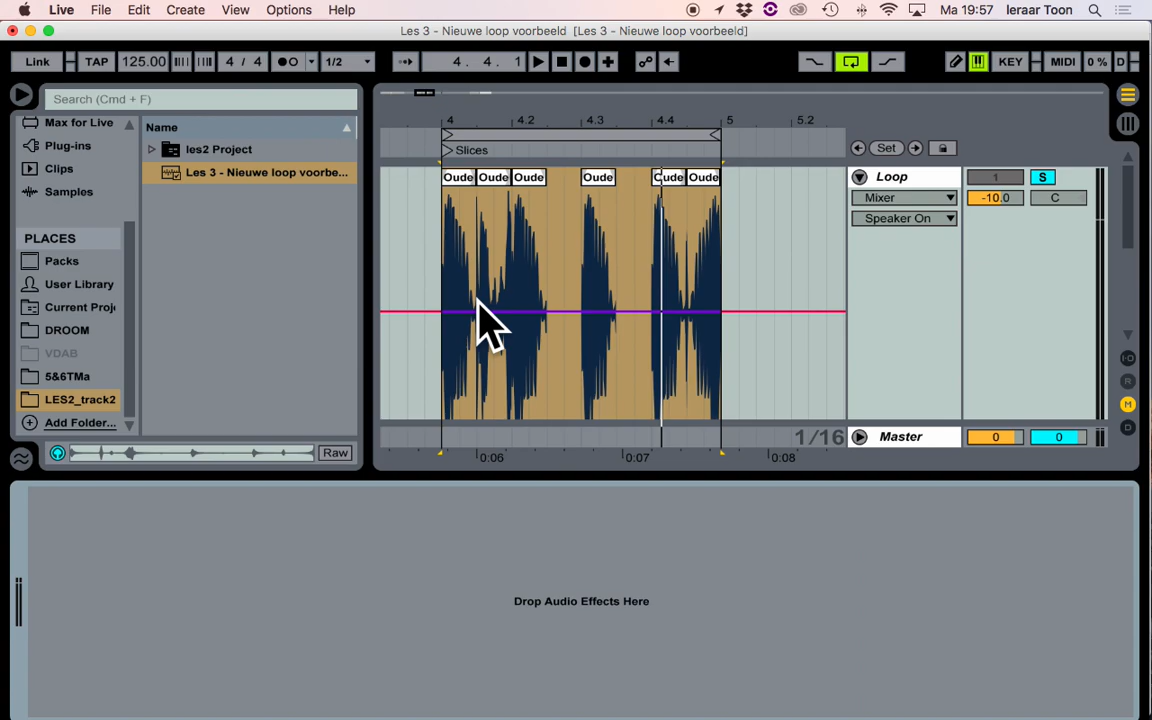 Live File Edit Create View Options Help Ma 19:57 leraar Toon
Les 3 - Nieuwe loop voorbeeld [Les 3 - Nieuwe loop voorbeeld]
Link TAP 125.00 4 / 4 1/2 4. 4. 1 KEY MIDI 0 % D
Search (Cmd + F)
Max for Live
Plug-ins
Clips
Samples
PLACES
Packs
User Library
Current Proj
DROOM
VDAB
5&6TMa
LES2_track2
Add Folder...
Name
les2 Project
Les 3 - Nieuwe loop voorbe...
Raw
4 4.2 4.3 4.4 5 5.2
Slices
Set
Oude Oude Oude Oude Oude Oude
Loop 1 S
Mixer -10.0 C
Speaker On
I·O
R
M
D
1/16
Master 0 0
0:06 0:07 0:08
Drop Audio Effects Here